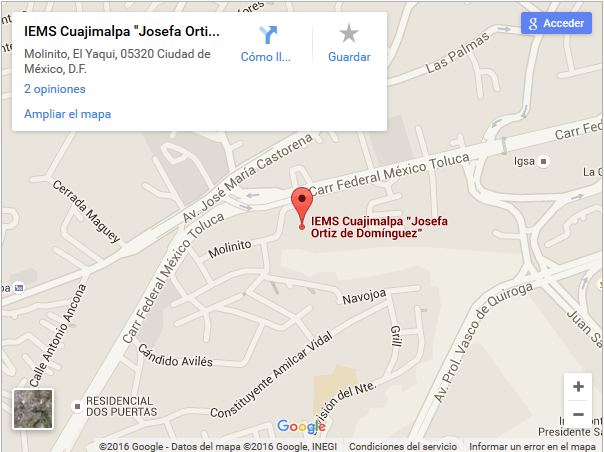 IEMS Cuajimalpa "Josefa Orti...
Molinito, El Yaqui, 05320 Ciudad de
México, D.F.
2 opiniones
Ampliar el mapa
Cómo ll...
Guardar
Acceder
Las Palmas
Carr Federal México Toluca
Igsa
Av. José María Castorena
Cerrada Maguey
Carr Federal México Toluca
IEMS Cuajimalpa "Josefa
Ortiz de Domínguez"
Molinito
Carr Federal México Toluca
Navojoa
Av. Prol. Vasco de Quiroga
Juan Sa
Calle Antonio Ancona
Grill
Cándido Avilés
Constituyente Amilcar Vidal
División del Nte.
RESIDENCIAL
DOS PUERTAS
Presidente Sa
Google
©2016 Google - Datos del mapa ©2016 Google, INEGI
Condiciones del servicio
Informar un error en el mapa